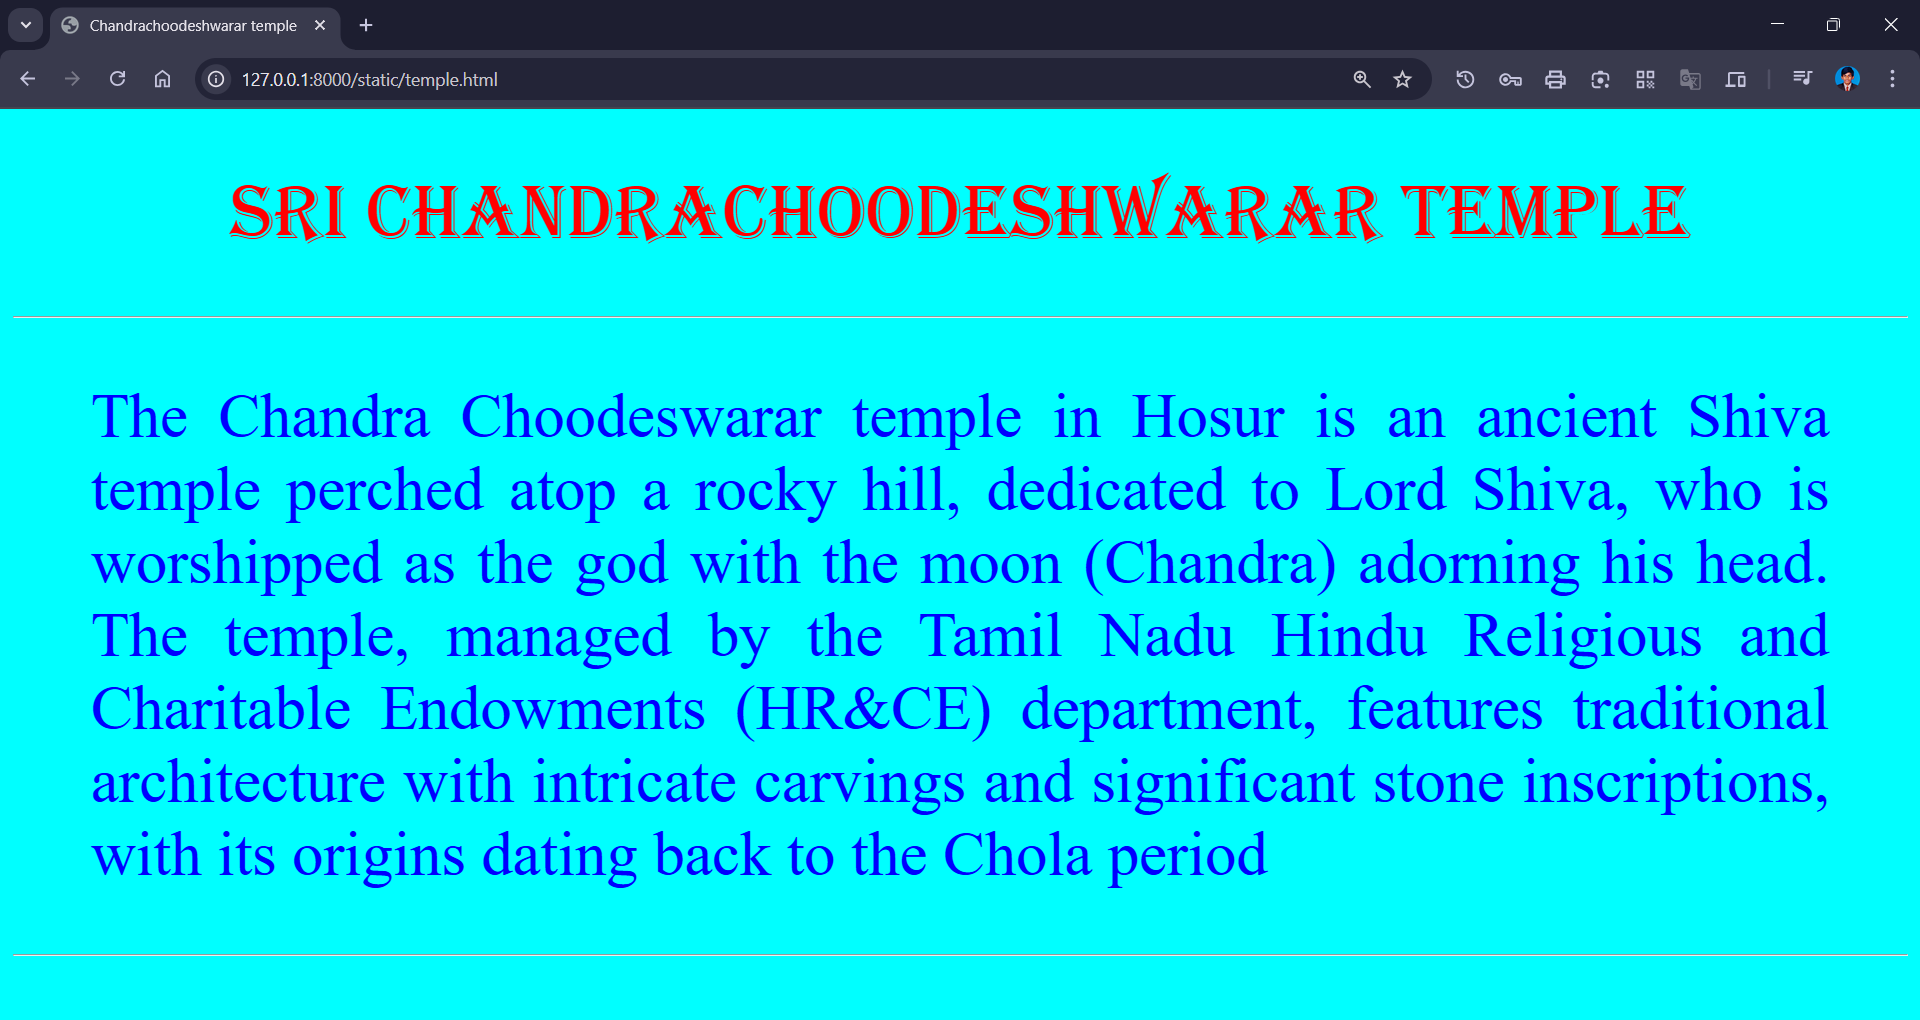 Chandrachoodeshwarar temple
127.0.0.1:8000/static/temple.html
SRI CHANDRACHOODESHWARAR TEMPLE
The Chandra Choodeswarar temple in Hosur is an ancient Shiva
temple perched atop a rocky hill, dedicated to Lord Shiva, who is
worshipped as the god with the moon (Chandra) adorning his head.
The temple, managed by the Tamil Nadu Hindu Religious and
Charitable Endowments (HR&CE) department, features traditional
architecture with intricate carvings and significant stone inscriptions,
with its origins dating back to the Chola period